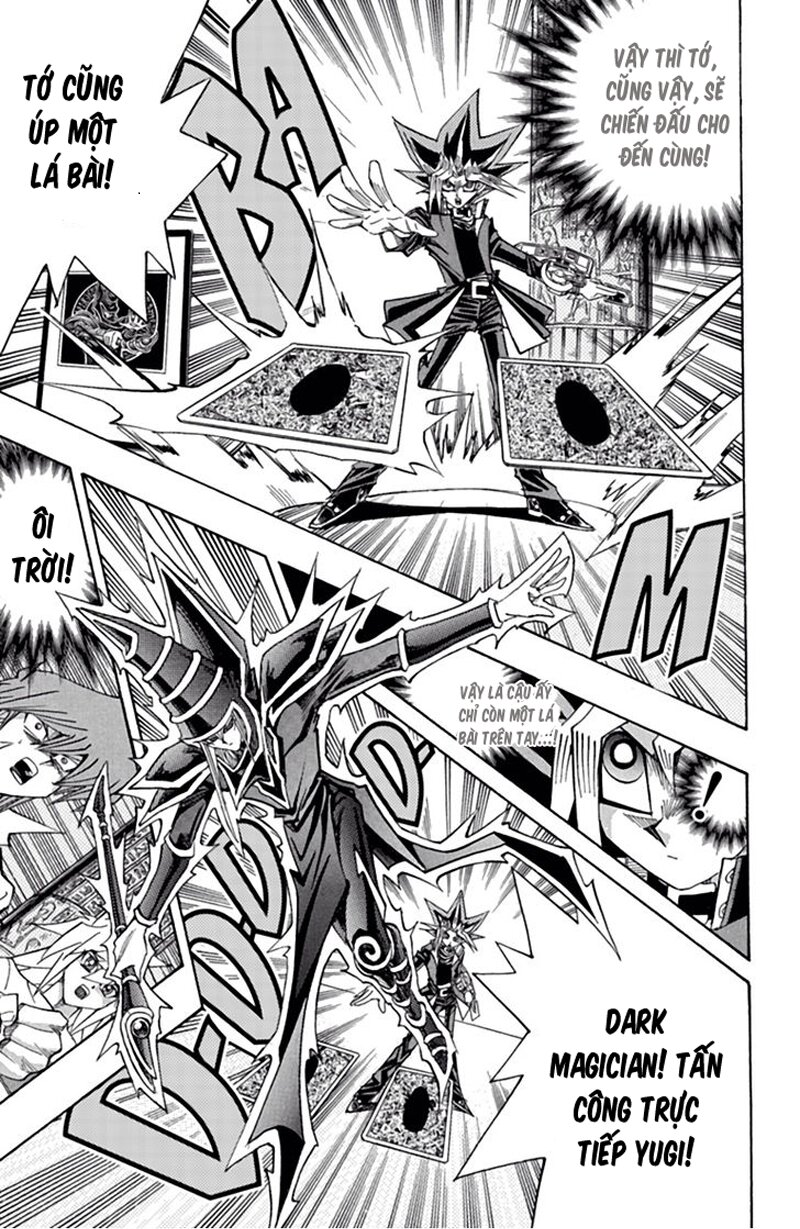 VẬY THÌ TỚ,
CŨNG VẬY, SẼ
CHIẾN ĐẤU CHO
ĐẾN CÙNG!
TỚ CŨNG
ÚP MỘT
LÁ BÀI!
BA
M
VẬY LÀ CẬU ẤY
CHỈ CÒN MỘT LÁ
BÀI TRÊN TAY...!
!
ÔI
TRỜI!
D-D-D-D-
DARK
MAGICIAN! TẤN
CÔNG TRỰC
TIẾP YUGI!